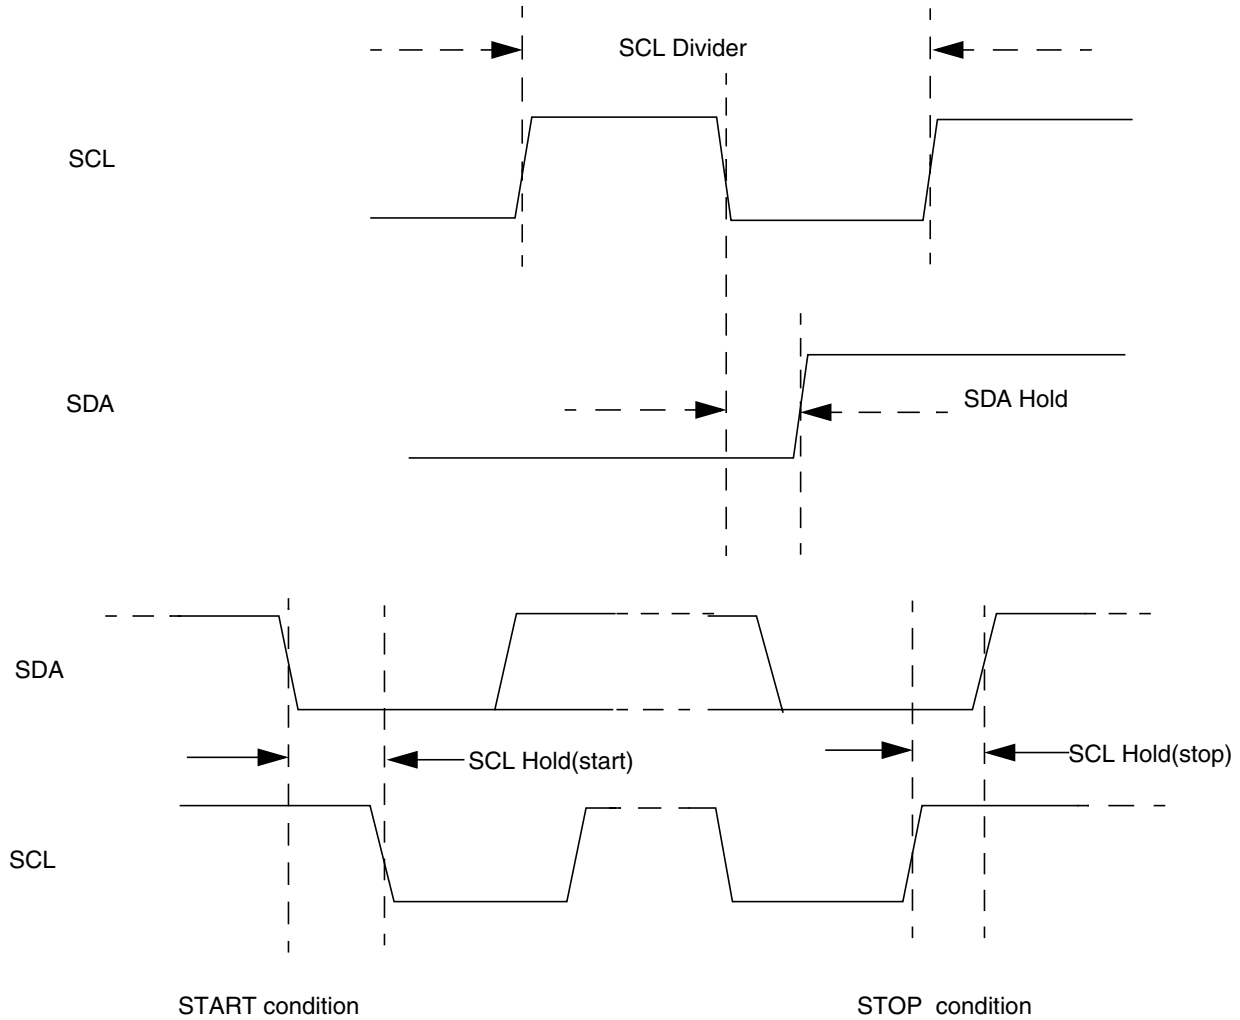 SCL Divider
SCL
SDA
SDA Hold
SDA
SCL Hold(start)
SCL Hold(stop)
SCL
START condition
STOP condition